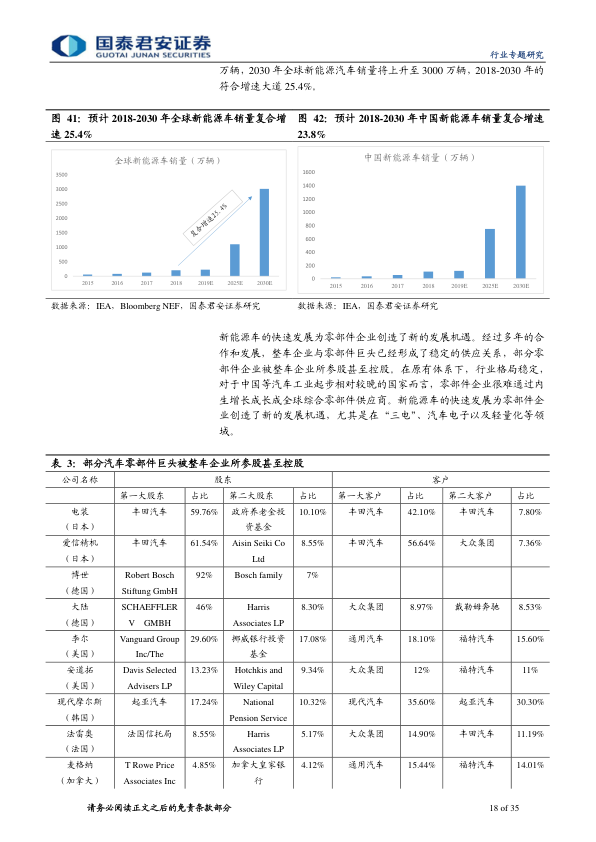 国泰君安证券
GUOTAI JUNAN SECURITIES
行业专题研究
万辆，2030 年全球新能源汽车销量将上升至 3000 万辆，2018-2030 年的
符合增速大道 25.4%。
图 41：预计 2018-2030 年全球新能源车销量复合增
速 25.4%
图 42：预计 2018-2030 年中国新能源车销量复合增速
23.8%
全球新能源车销量（万辆）
3500
3000
2500
2000
1500
1000
500
0
复合增速25.4%
2015 2016 2017 2018 2019E 2025E 2030E
中国新能源车销量（万辆）
1600
1400
1200
1000
800
600
400
200
0
2015 2016 2017 2018 2019E 2025E 2030E
数据来源：IEA，Bloomberg NEF，国泰君安证券研究
数据来源：IEA，国泰君安证券研究
新能源车的快速发展为零部件企业创造了新的发展机遇。经过多年的合
作和发展，整车企业与零部件巨头已经形成了稳定的供应关系，部分零
部件企业被整车企业所参股甚至控股。在原有体系下，行业格局稳定，
对于中国等汽车工业起步相对较晚的国家而言，零部件企业很难通过内
生增长成长成全球综合零部件供应商。新能源车的快速发展为零部件企
业创造了新的发展机遇，尤其是在“三电”、汽车电子以及轻量化等领
域。
表 3：部分汽车零部件巨头被整车企业所参股甚至控股
公司名称 股东 客户
第一大股东 占比 第二大股东 占比 第一大客户 占比 第二大客户 占比
电装 丰田汽车 59.76% 政府养老金投 10.10% 丰田汽车 42.10% 丰田汽车 7.80%
（日本） 资基金
爱信精机 丰田汽车 61.54% Aisin Seiki Co 8.55% 丰田汽车 56.64% 大众集团 7.36%
（日本） Ltd
博世 Robert Bosch 92% Bosch family 7%
（德国） Stiftung GmbH
大陆 SCHAEFFLER 46% Harris 8.30% 大众集团 8.97% 戴勒姆奔驰 8.53%
（德国） V GMBH Associates LP
李尔 Vanguard Group 29.60% 挪威银行投资 17.08% 通用汽车 18.10% 福特汽车 15.60%
（美国） Inc/The 基金
安道拓 Davis Selected 13.23% Hotchkis and 9.34% 大众集团 12% 福特汽车 11%
（美国） Advisers LP Wiley Capital
现代摩尔斯 起亚汽车 17.24% National 10.32% 现代汽车 35.60% 起亚汽车 30.30%
（韩国） Pension Service
法雷奥 法国信托局 8.55% Harris 5.17% 大众集团 14.90% 丰田汽车 11.19%
（法国） Associates LP
麦格纳 T Rowe Price 4.85% 加拿大皇家银 4.12% 通用汽车 15.44% 福特汽车 14.01%
（加拿大） Associates Inc 行
请务必阅读正文之后的免责条款部分
18 of 35